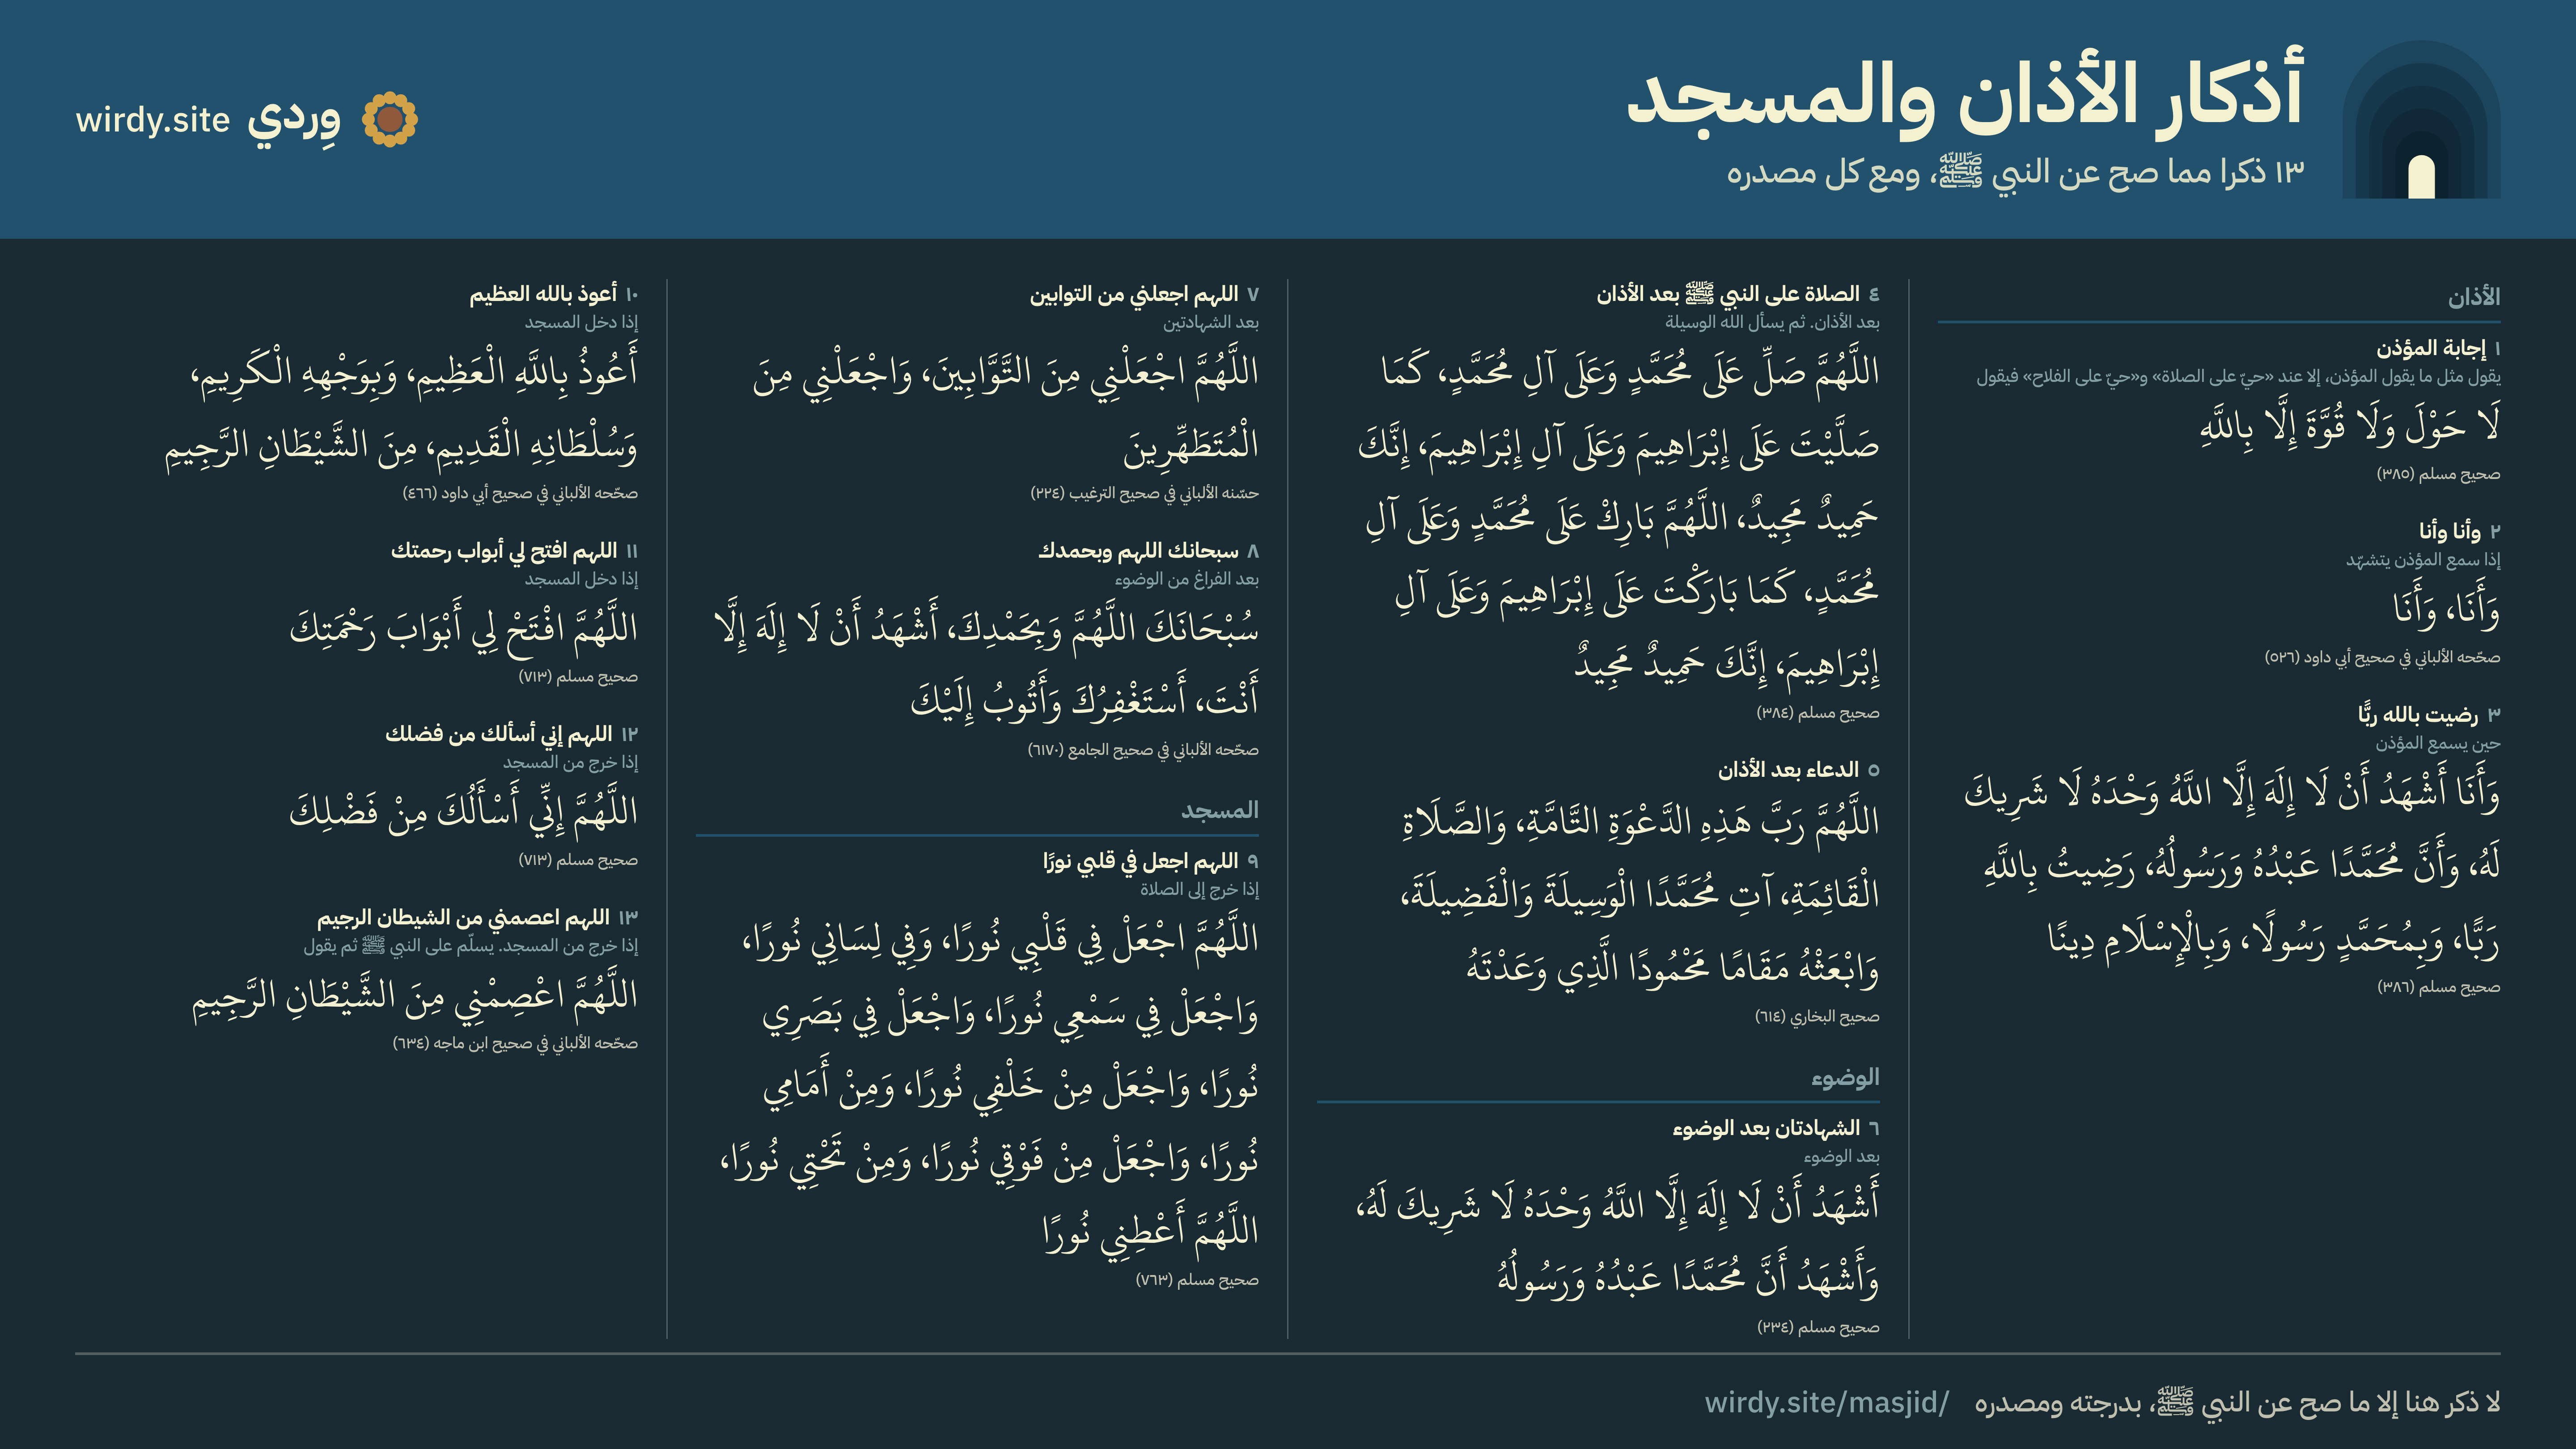 أذكار الأذان والمسجد
١٣ ذكرا مما صح عن النبي ﷺ، ومع كل مصدره
وِردي wirdy.site
الأذان
١ إجابة المؤذن
يقول مثل ما يقول المؤذن، إلا عند «حيّ على الصلاة» و«حيّ على الفلاح» فيقول
لَا حَوْلَ وَلَا قُوَّةَ إِلَّا بِاللَّهِ
صحيح مسلم (٣٨٥)
٢ وأنا وأنا
إذا سمع المؤذن يتشهّد
وَأَنَا، وَأَنَا
صحّحه الألباني في صحيح أبي داود (٥٢٦)
٣ رضيت بالله ربًّا
حين يسمع المؤذن
وَأَنَا أَشْهَدُ أَنْ لَا إِلَهَ إِلَّا اللَّهُ وَحْدَهُ لَا شَرِيكَ
لَهُ، وَأَنَّ مُحَمَّدًا عَبْدُهُ وَرَسُولُهُ، رَضِيتُ بِاللَّهِ
رَبًّا، وَبِمُحَمَّدٍ رَسُولًا، وَبِالْإِسْلَامِ دِينًا
صحيح مسلم (٣٨٦)
٤ الصلاة على النبي ﷺ بعد الأذان
بعد الأذان. ثم يسأل الله الوسيلة
اللَّهُمَّ صَلِّ عَلَى مُحَمَّدٍ وَعَلَى آلِ مُحَمَّدٍ، كَمَا
صَلَّيْتَ عَلَى إِبْرَاهِيمَ وَعَلَى آلِ إِبْرَاهِيمَ، إِنَّكَ
حَمِيدٌ مَجِيدٌ، اللَّهُمَّ بَارِكْ عَلَى مُحَمَّدٍ وَعَلَى آلِ
مُحَمَّدٍ، كَمَا بَارَكْتَ عَلَى إِبْرَاهِيمَ وَعَلَى آلِ
إِبْرَاهِيمَ، إِنَّكَ حَمِيدٌ مَجِيدٌ
صحيح مسلم (٣٨٤)
٥ الدعاء بعد الأذان
اللَّهُمَّ رَبَّ هَذِهِ الدَّعْوَةِ التَّامَّةِ، وَالصَّلَاةِ
الْقَائِمَةِ، آتِ مُحَمَّدًا الْوَسِيلَةَ وَالْفَضِيلَةَ،
وَابْعَثْهُ مَقَامًا مَحْمُودًا الَّذِي وَعَدْتَهُ
صحيح البخاري (٦١٤)
الوضوء
٦ الشهادتان بعد الوضوء
بعد الوضوء
أَشْهَدُ أَنْ لَا إِلَهَ إِلَّا اللَّهُ وَحْدَهُ لَا شَرِيكَ لَهُ،
وَأَشْهَدُ أَنَّ مُحَمَّدًا عَبْدُهُ وَرَسُولُهُ
صحيح مسلم (٢٣٤)
٧ اللهم اجعلني من التوابين
بعد الشهادتين
اللَّهُمَّ اجْعَلْنِي مِنَ التَّوَّابِينَ، وَاجْعَلْنِي مِنَ
الْمُتَطَهِّرِينَ
حسّنه الألباني في صحيح الترغيب (٢٢٤)
٨ سبحانك اللهم وبحمدك
بعد الفراغ من الوضوء
سُبْحَانَكَ اللَّهُمَّ وَبِحَمْدِكَ، أَشْهَدُ أَنْ لَا إِلَهَ إِلَّا
أَنْتَ، أَسْتَغْفِرُكَ وَأَتُوبُ إِلَيْكَ
صحّحه الألباني في صحيح الجامع (٦١٧٠)
المسجد
٩ اللهم اجعل في قلبي نورًا
إذا خرج إلى الصلاة
اللَّهُمَّ اجْعَلْ فِي قَلْبِي نُورًا، وَفِي لِسَانِي نُورًا،
وَاجْعَلْ فِي سَمْعِي نُورًا، وَاجْعَلْ فِي بَصَرِي
نُورًا، وَاجْعَلْ مِنْ خَلْفِي نُورًا، وَمِنْ أَمَامِي
نُورًا، وَاجْعَلْ مِنْ فَوْقِي نُورًا، وَمِنْ تَحْتِي نُورًا،
اللَّهُمَّ أَعْطِنِي نُورًا
صحيح مسلم (٧٦٣)
١٠ أعوذ بالله العظيم
إذا دخل المسجد
أَعُوذُ بِاللَّهِ الْعَظِيمِ، وَبِوَجْهِهِ الْكَرِيمِ،
وَسُلْطَانِهِ الْقَدِيمِ، مِنَ الشَّيْطَانِ الرَّجِيمِ
صحّحه الألباني في صحيح أبي داود (٤٦٦)
١١ اللهم افتح لي أبواب رحمتك
إذا دخل المسجد
اللَّهُمَّ افْتَحْ لِي أَبْوَابَ رَحْمَتِكَ
صحيح مسلم (٧١٣)
١٢ اللهم إني أسألك من فضلك
إذا خرج من المسجد
اللَّهُمَّ إِنِّي أَسْأَلُكَ مِنْ فَضْلِكَ
صحيح مسلم (٧١٣)
١٣ اللهم اعصمني من الشيطان الرجيم
إذا خرج من المسجد. يسلّم على النبي ﷺ ثم يقول
اللَّهُمَّ اعْصِمْنِي مِنَ الشَّيْطَانِ الرَّجِيمِ
صحّحه الألباني في صحيح ابن ماجه (٦٣٤)
لا ذكر هنا إلا ما صح عن النبي ﷺ، بدرجته ومصدره wirdy.site/masjid/